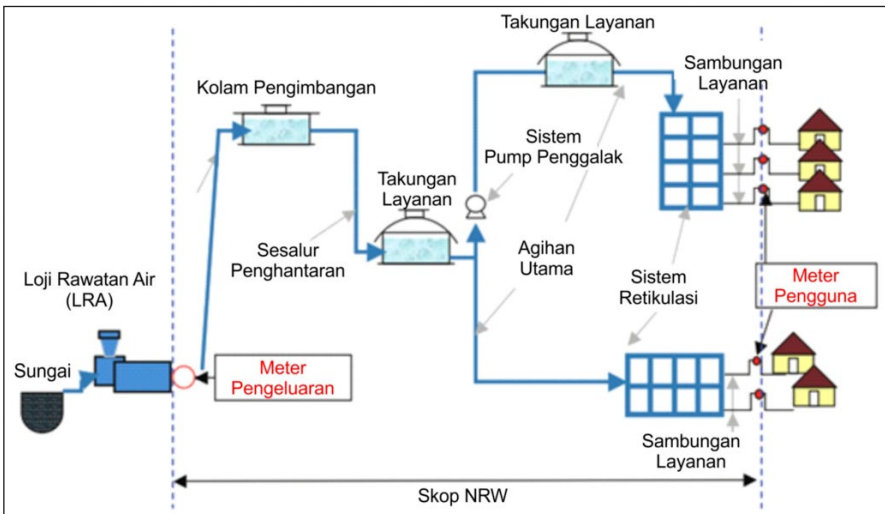 Takungan Layanan
Kolam Pengimbangan
Sambungan
Layanan
Sistem
Pump Penggalak
Takungan
Layanan
Sesalur
Penghantaran
Agihan
Utama
Sistem
Retikulasi
Meter
Pengguna
Loji Rawatan Air
(LRA)
Sungai
Meter
Pengeluaran
Sambungan
Layanan
Skop NRW